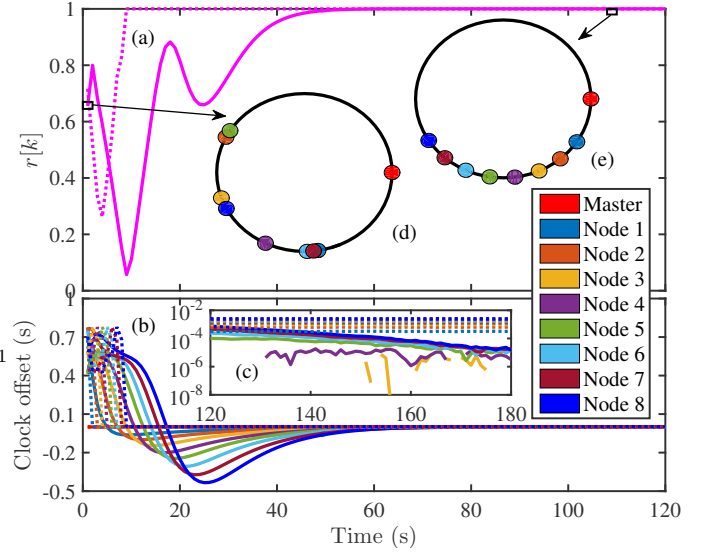 1
0.8
0.6
0.4
0.2
0
r[k]
(a)
(d)
(e)
Master
Node 1
Node 2
Node 3
Node 4
Node 5
Node 6
Node 7
Node 8
1
0.7
0.4
0.1
-0.2
-0.5
Clock offset (s)
1
(b)
(c)
10-2
10-4
10-6
10-8
120
140
160
180
0
20
40
60
80
100
120
Time (s)